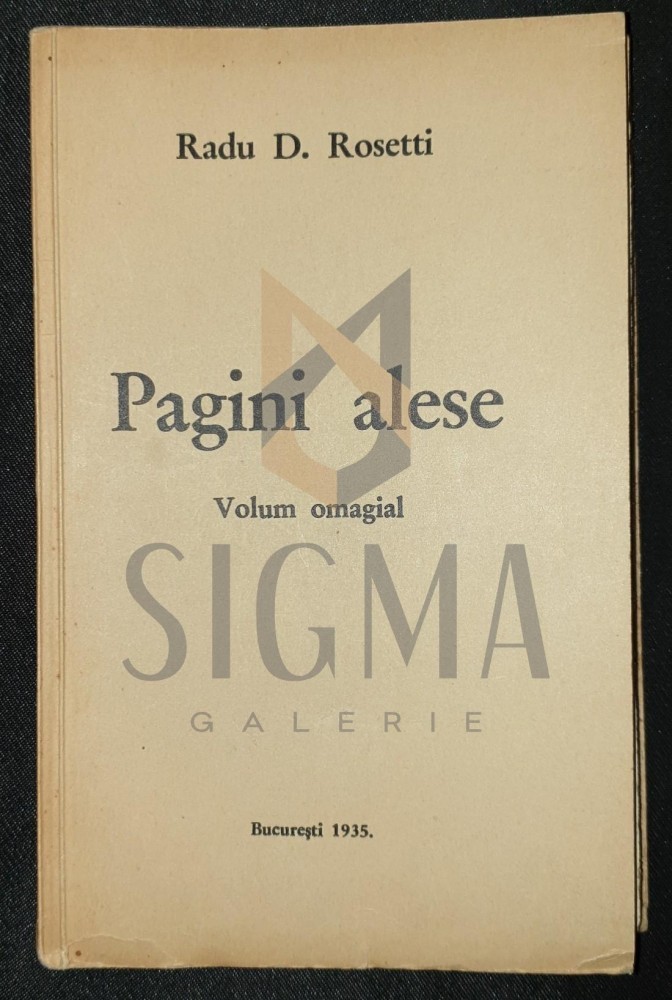 Radu D. Rosetti
Pagini alese
Volum omagial
SIGMA
GALERIE
București 1935.